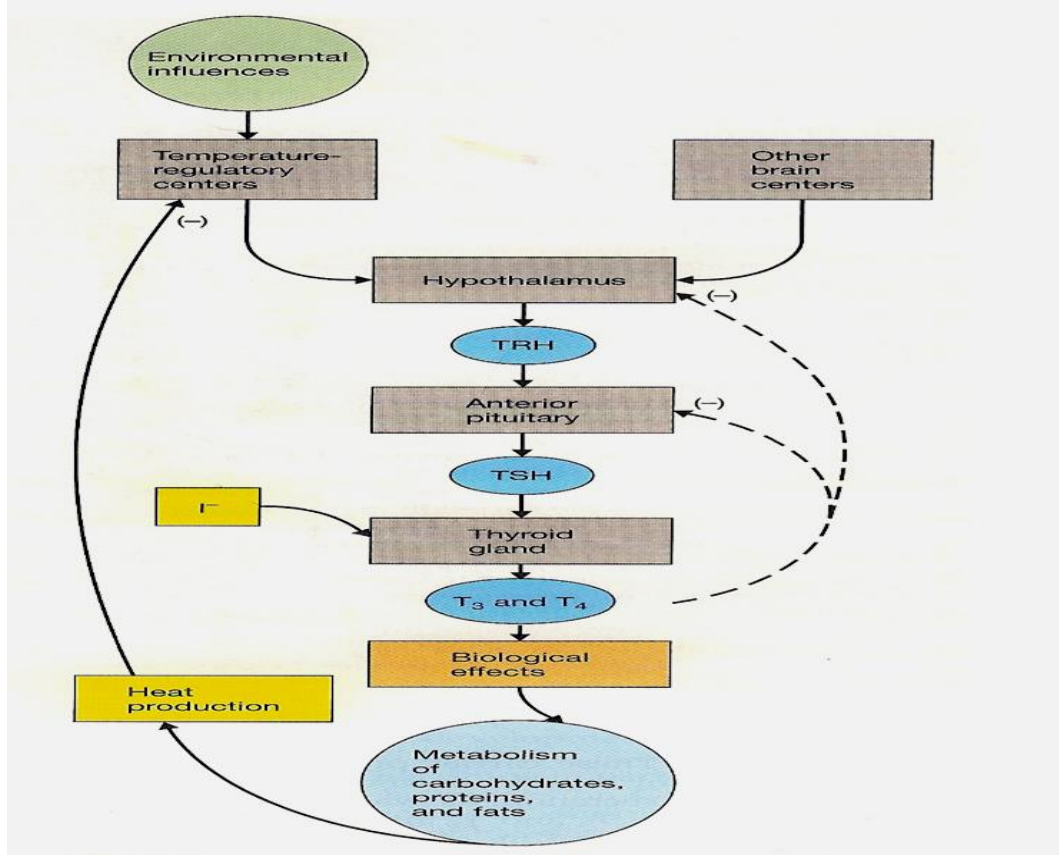 Environmental
influences
Temperature-
regulatory
centers
Other
brain
centers
(−)
Hypothalamus
(−)
TRH
Anterior
pituitary
(−)
TSH
I⁻
Thyroid
gland
T₃ and T₄
Biological
effects
Heat
production
Metabolism
of
carbohydrates,
proteins,
and fats